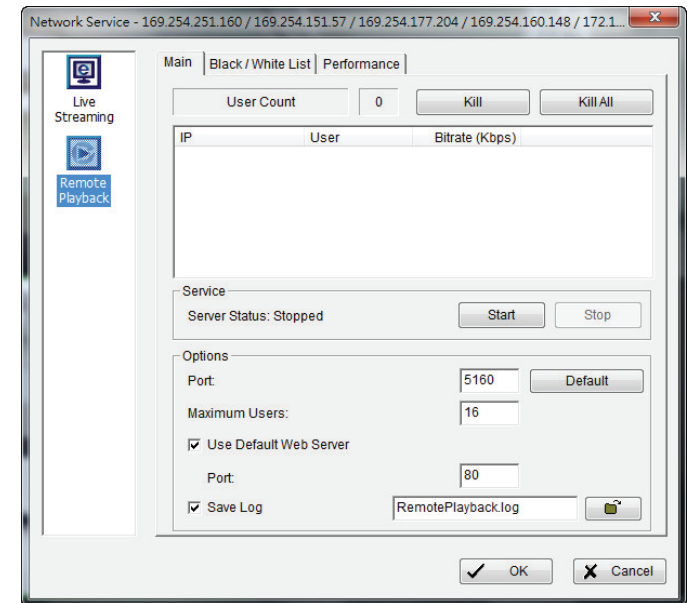 Network Service - 169.254.251.160 / 169.254.151.57 / 169.254.177.204 / 169.254.160.148 / 172.1...
Live
Streaming
Remote
Playback
Main Black / White List Performance
User Count 0 Kill Kill All
IP User Bitrate (Kbps)
Service
Server Status: Stopped Start Stop
Options
Port: 5160 Default
Maximum Users: 16
Use Default Web Server
Port: 80
Save Log RemotePlayback.log
OK Cancel